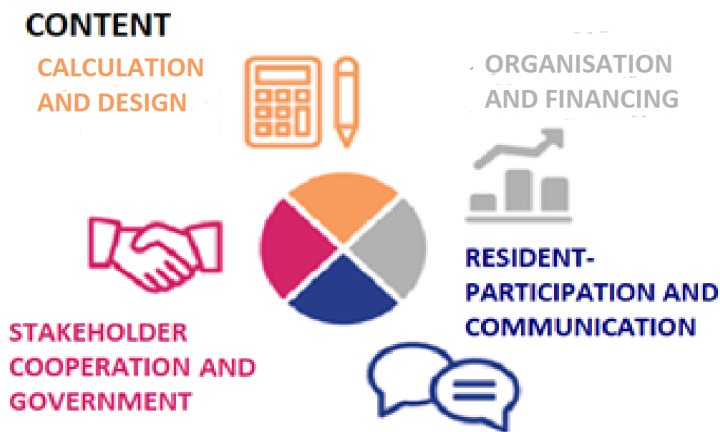 CONTENT
CALCULATION
AND DESIGN
ORGANISATION
AND FINANCING
RESIDENT-
PARTICIPATION AND
COMMUNICATION
STAKEHOLDER
COOPERATION AND
GOVERNMENT